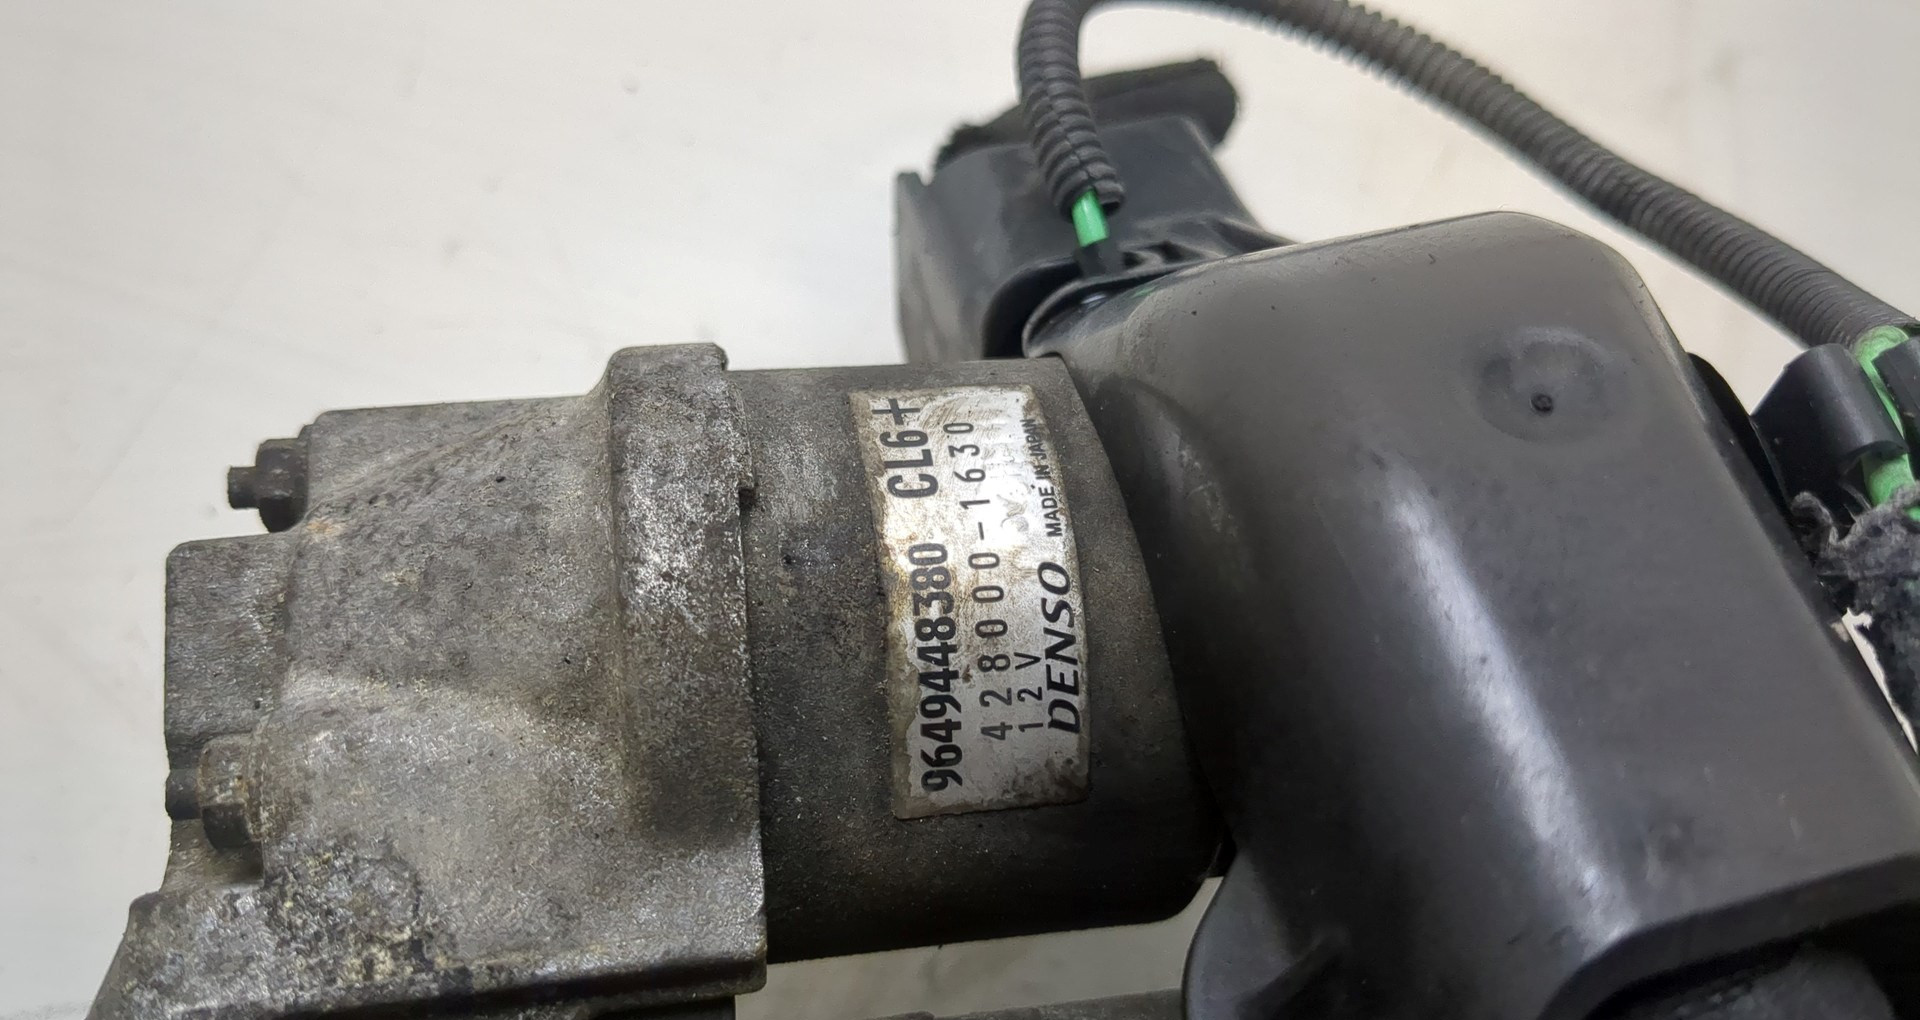 9649448380 CL6+
428000-1630
12V
DENSO MADE IN JAPAN